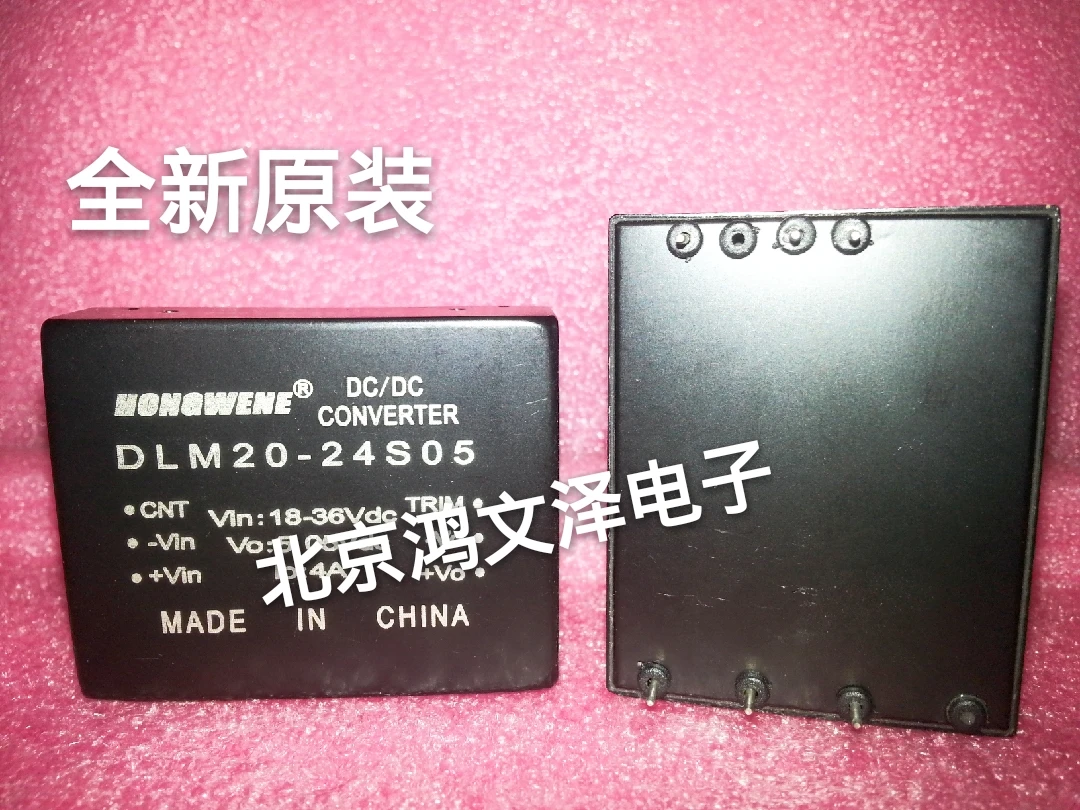 全新原装
HONGWENE® DC/DC
CONVERTER
DLM20-24S05
CNT Vin:18-36Vdc TRIM
-Vin
+Vin +Vo
北京鸿文泽电子
MADE IN CHINA